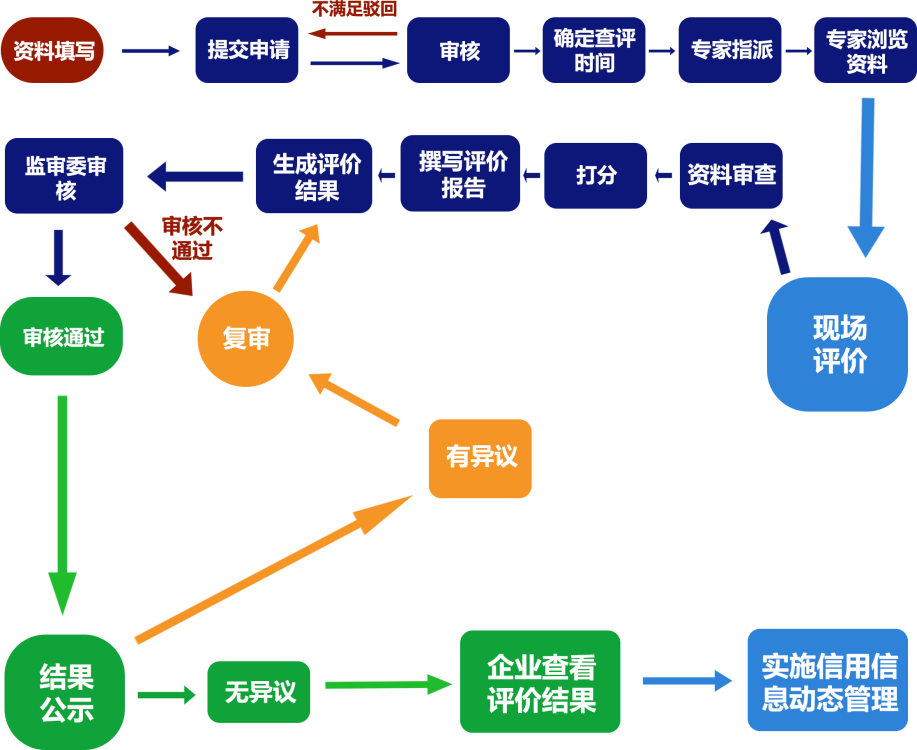 不满足驳回
资料填写
提交申请
审核
确定查评
时间
专家指派
专家浏览
资料
监审委审
核
生成评价
结果
撰写评价
报告
打分
资料审查
审核不
通过
审核通过
复审
现场
评价
有异议
结果
公示
无异议
企业查看
评价结果
实施信用信
息动态管理